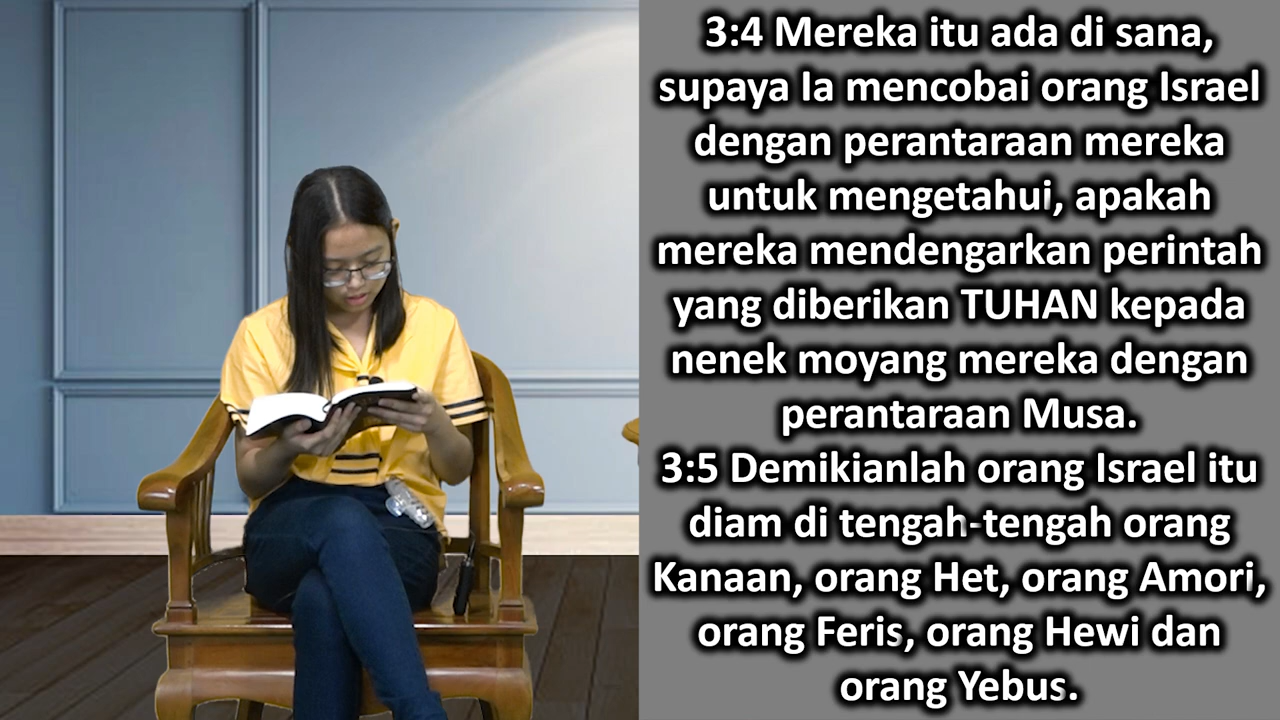 3:4 Mereka itu ada di sana,
supaya Ia mencobai orang Israel
dengan perantaraan mereka
untuk mengetahui, apakah
mereka mendengarkan perintah
yang diberikan TUHAN kepada
nenek moyang mereka dengan
perantaraan Musa.
3:5 Demikianlah orang Israel itu
diam di tengah-tengah orang
Kanaan, orang Het, orang Amori,
orang Feris, orang Hewi dan
orang Yebus.